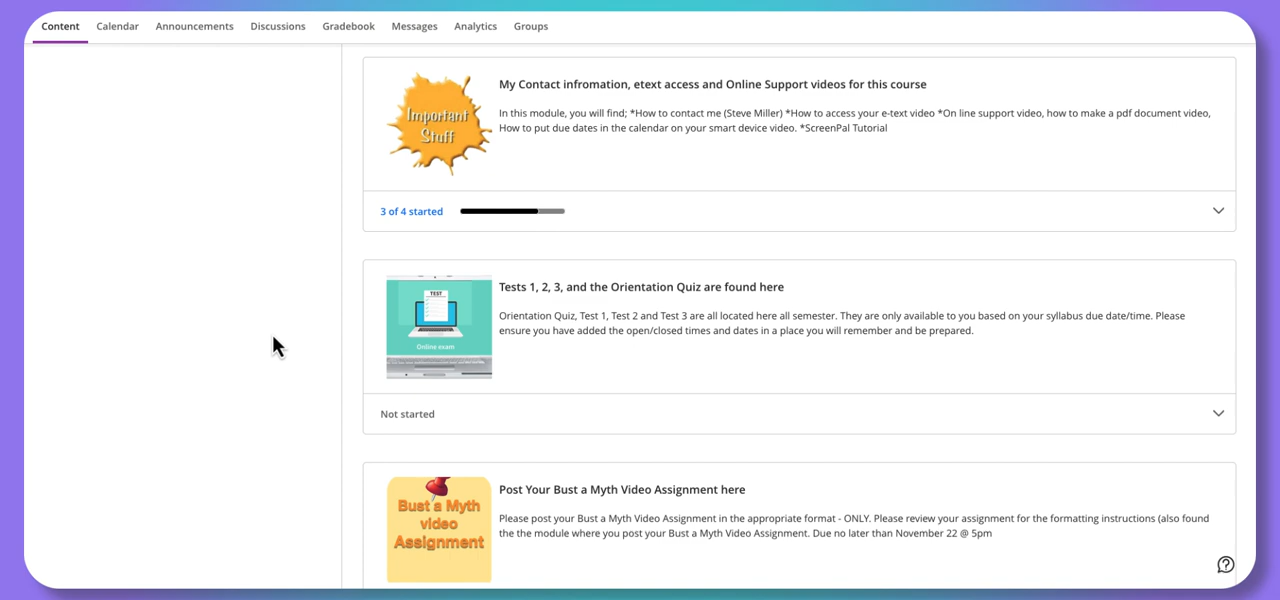 Content Calendar Announcements Discussions Gradebook Messages Analytics Groups
Important
Stuff
My Contact infromation, etext access and Online Support videos for this course
In this module, you will find; *How to contact me (Steve Miller) *How to access your e-text video *On line support video, how to make a pdf document video,
How to put due dates in the calendar on your smart device video. *ScreenPal Tutorial
3 of 4 started
TEST
Online exam
Tests 1, 2, 3, and the Orientation Quiz are found here
Orientation Quiz, Test 1, Test 2 and Test 3 are all located here all semester. They are only available to you based on your syllabus due date/time. Please
ensure you have added the open/closed times and dates in a place you will remember and be prepared.
Not started
Bust a Myth
video
Assignment
Post Your Bust a Myth Video Assignment here
Please post your Bust a Myth Video Assignment in the appropriate format - ONLY. Please review your assignment for the formatting instructions (also found
the the module where you post your Bust a Myth Video Assignment. Due no later than November 22 @ 5pm